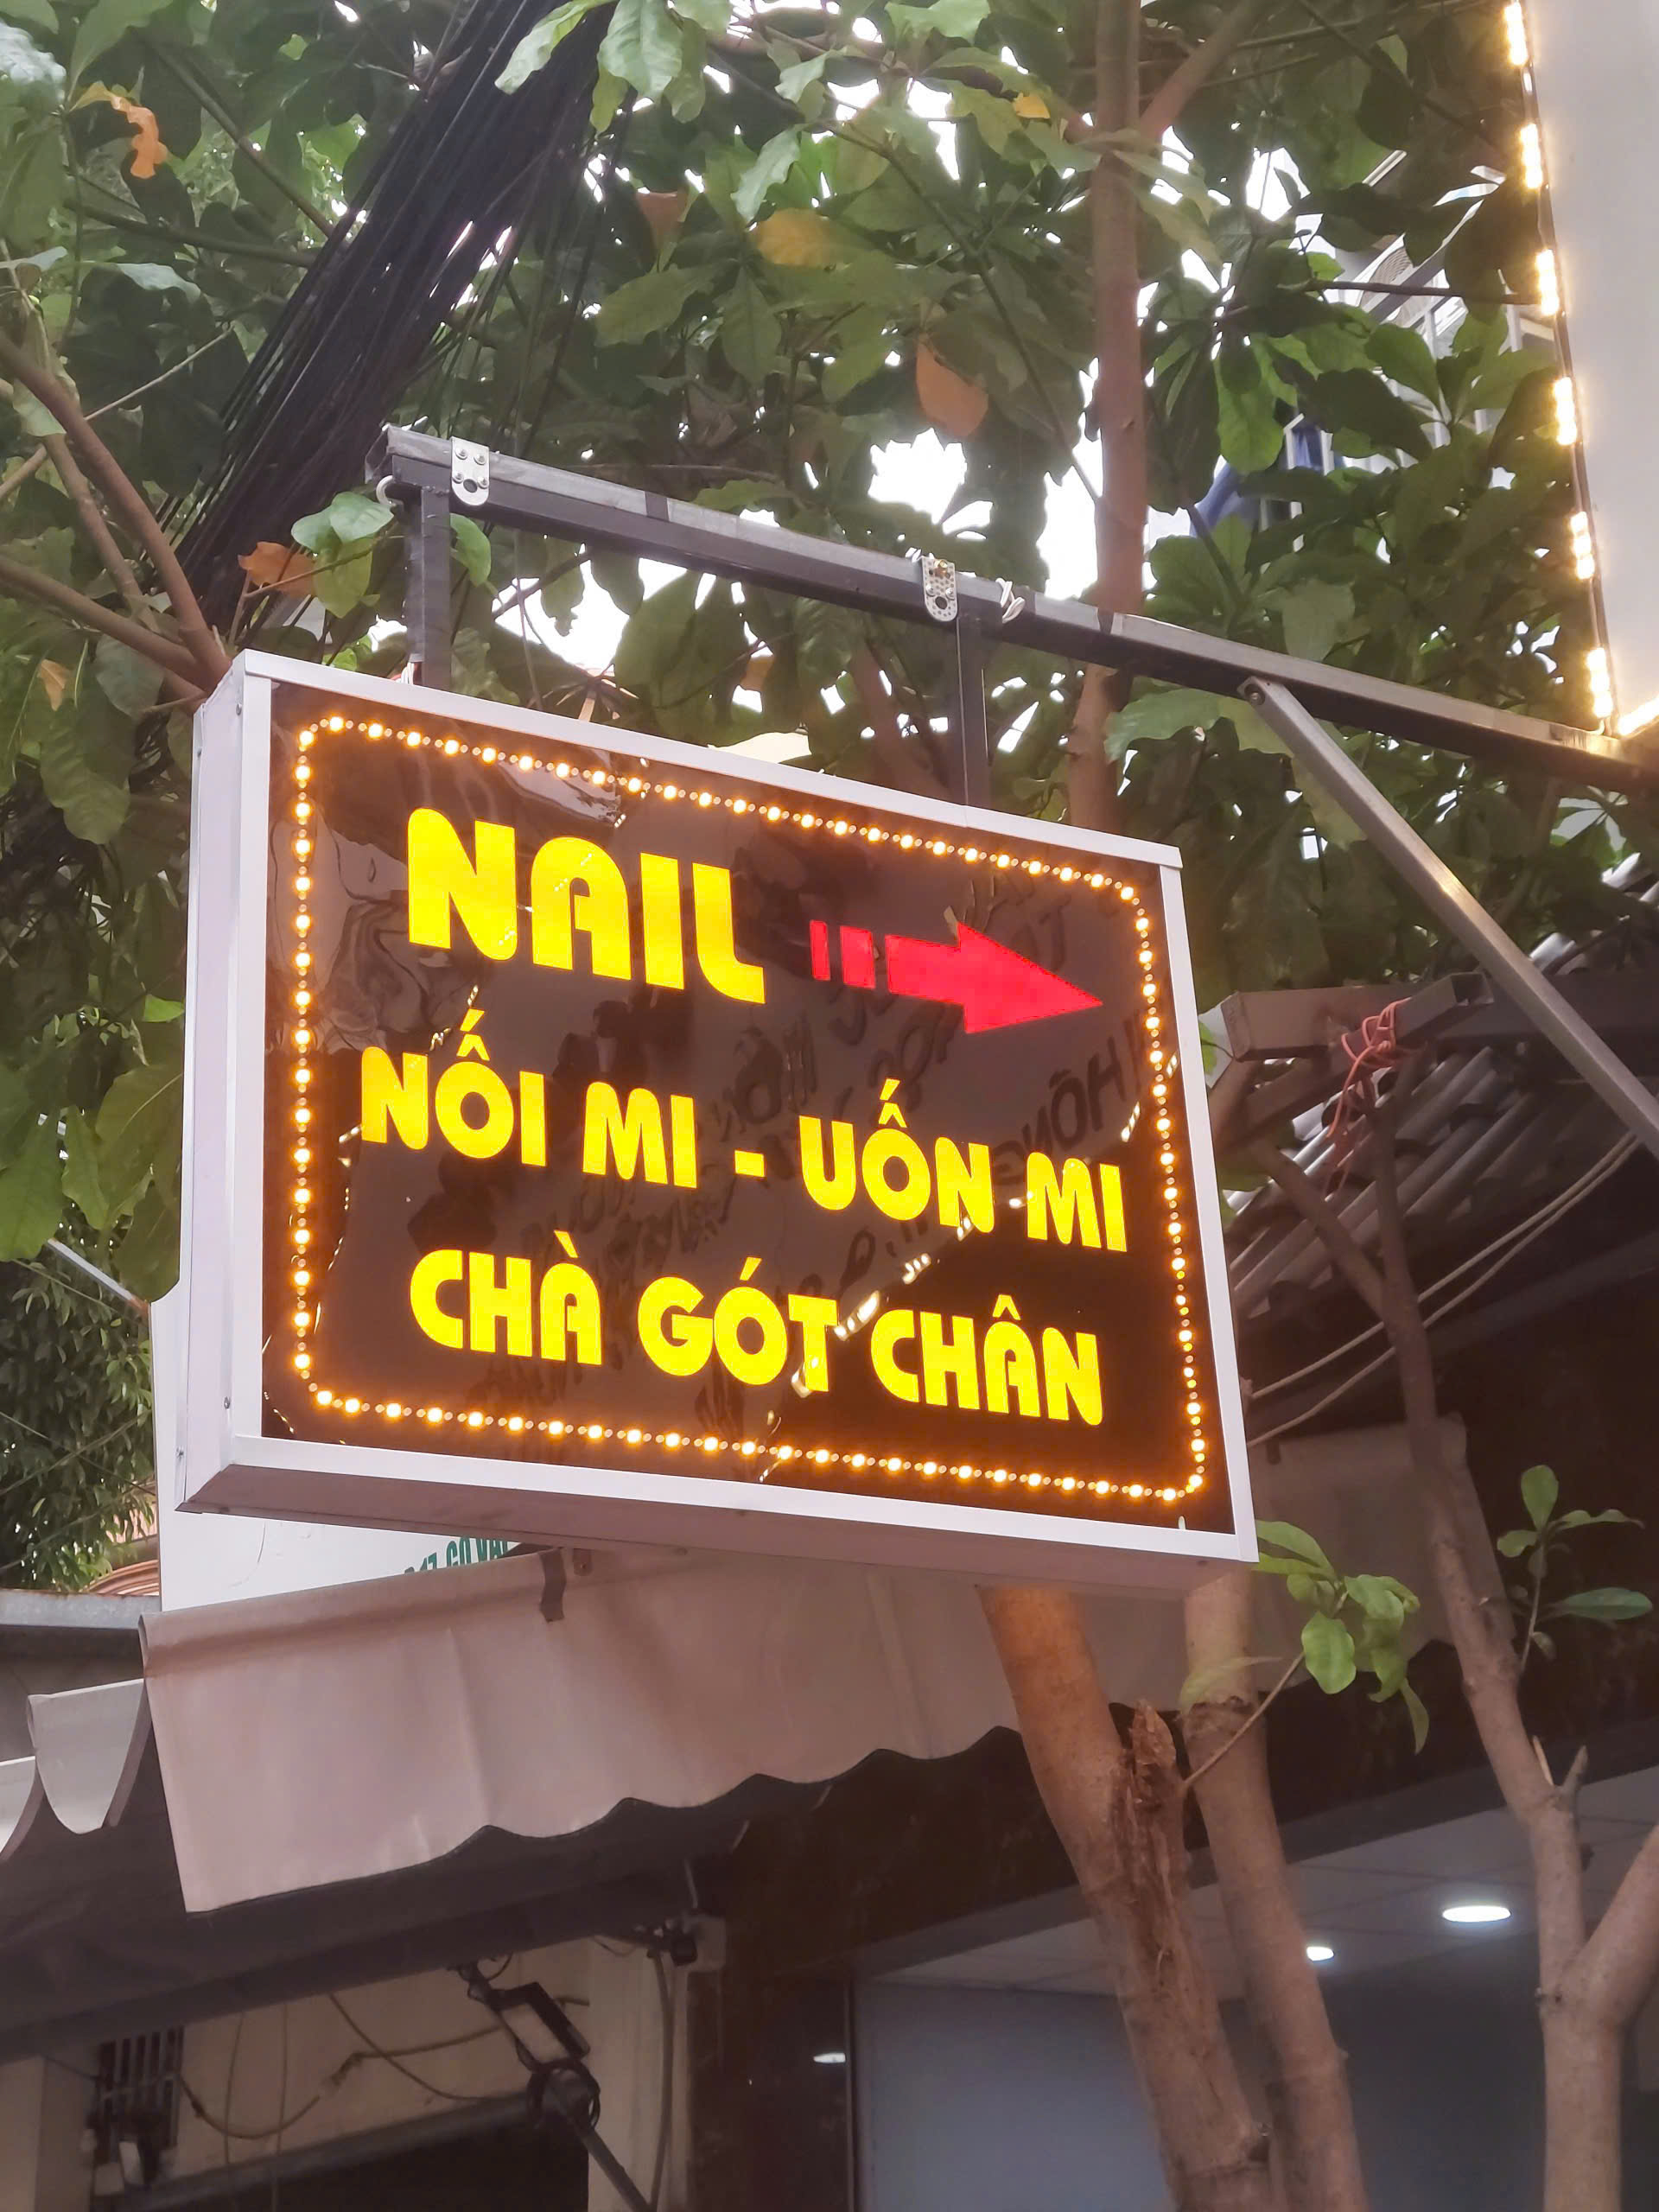 NAIL
NỐI MI - UỐN MI
CHÀ GÓT CHÂN